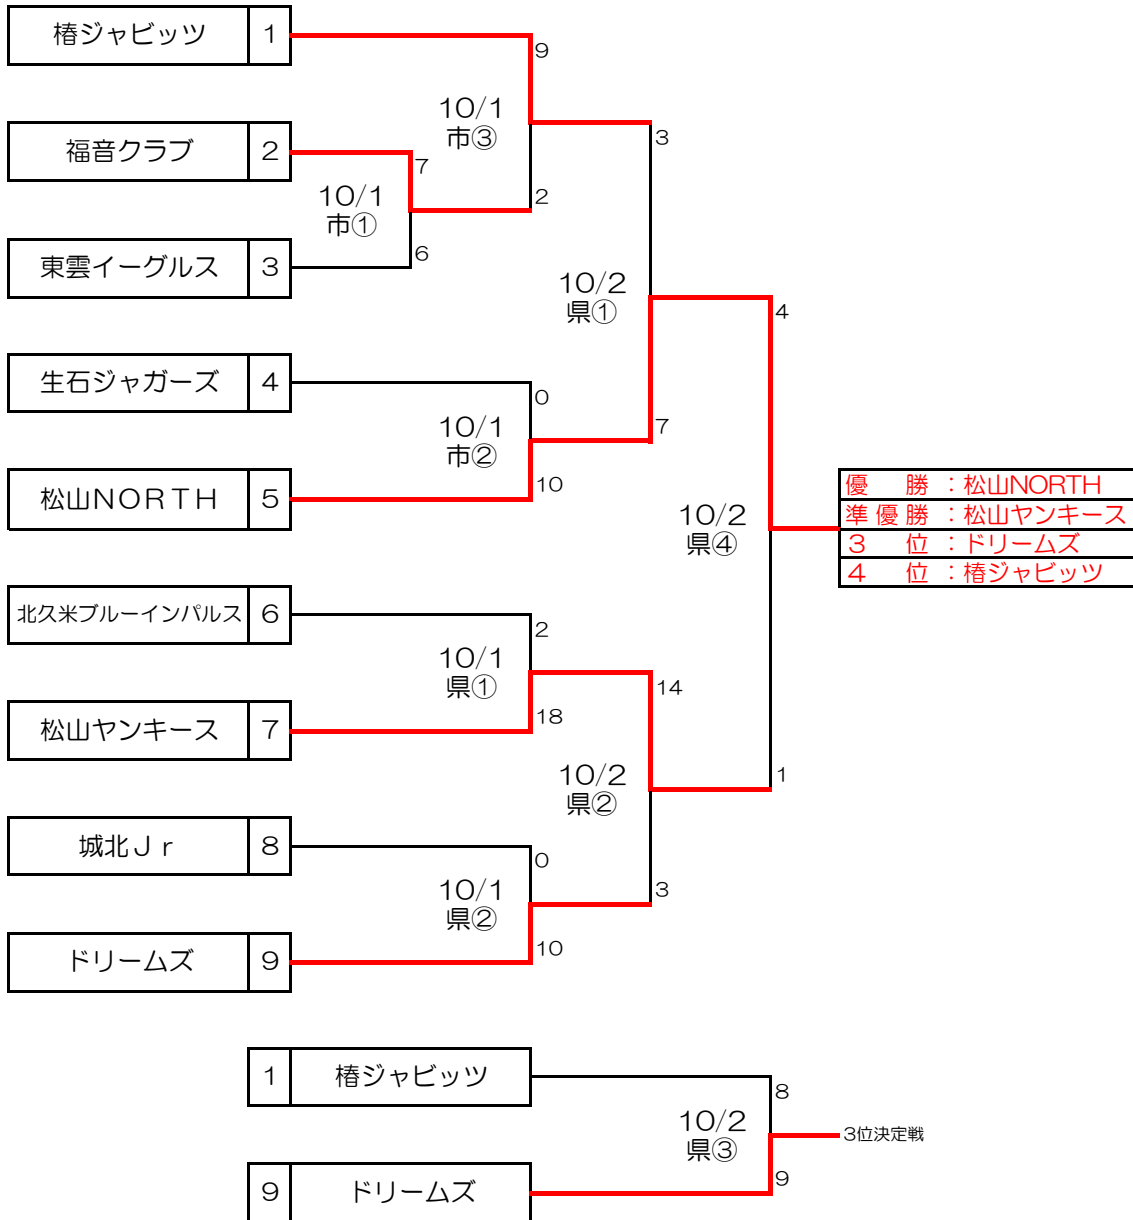 椿ジャビッツ 1
9
10/1
市③
3
福音クラブ 2
7
10/1
市①
2
東雲イーグルス 3
6
10/2
県①
4
生石ジャガーズ 4
0
10/1
市②
7
松山NORTH 5
10
優 勝 : 松山NORTH
準優勝 : 松山ヤンキース
3 位 : ドリームズ
4 位 : 椿ジャビッツ
10/2
県④
北久米ブルーインパルス 6
2
10/1
県①
14
松山ヤンキース 7
18
10/2
県②
1
城北Jr 8
0
10/1
県②
3
ドリームズ 9
10
1 椿ジャビッツ
8
10/2
県③
3位決定戦
9 ドリームズ
9